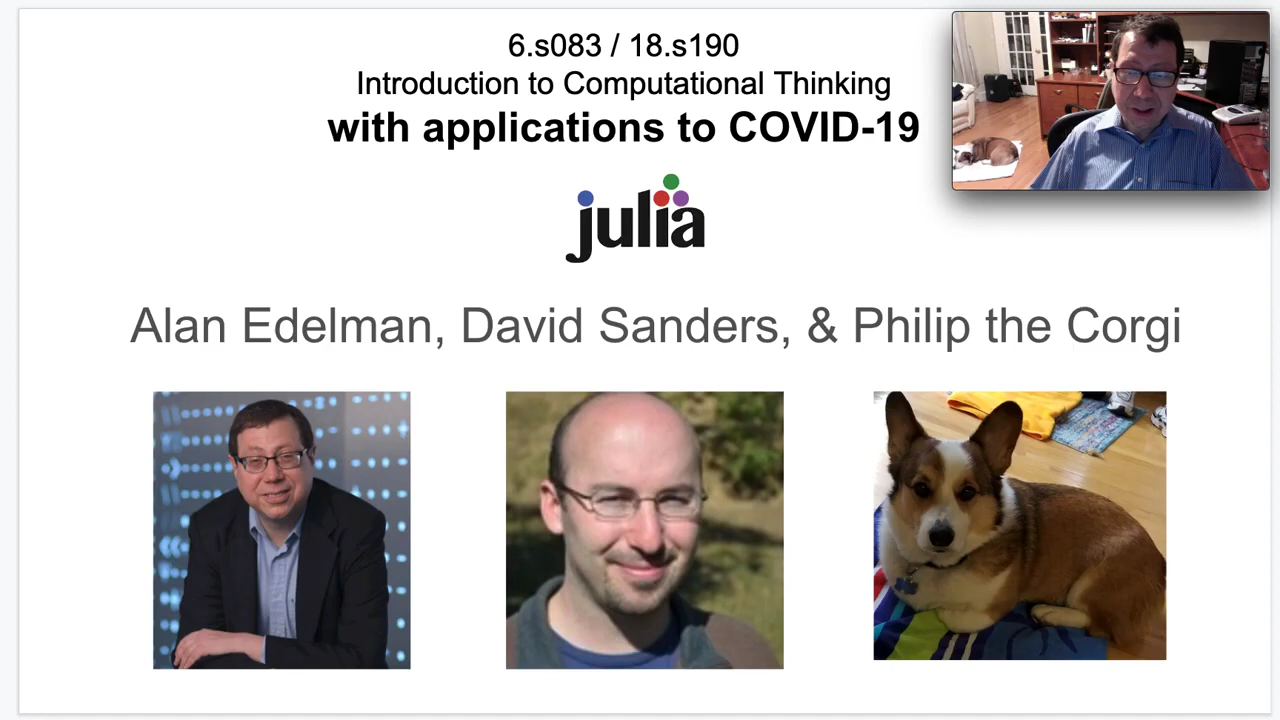 6.s083 / 18.s190
Introduction to Computational Thinking
with applications to COVID-19
julia
Alan Edelman, David Sanders, & Philip the Corgi